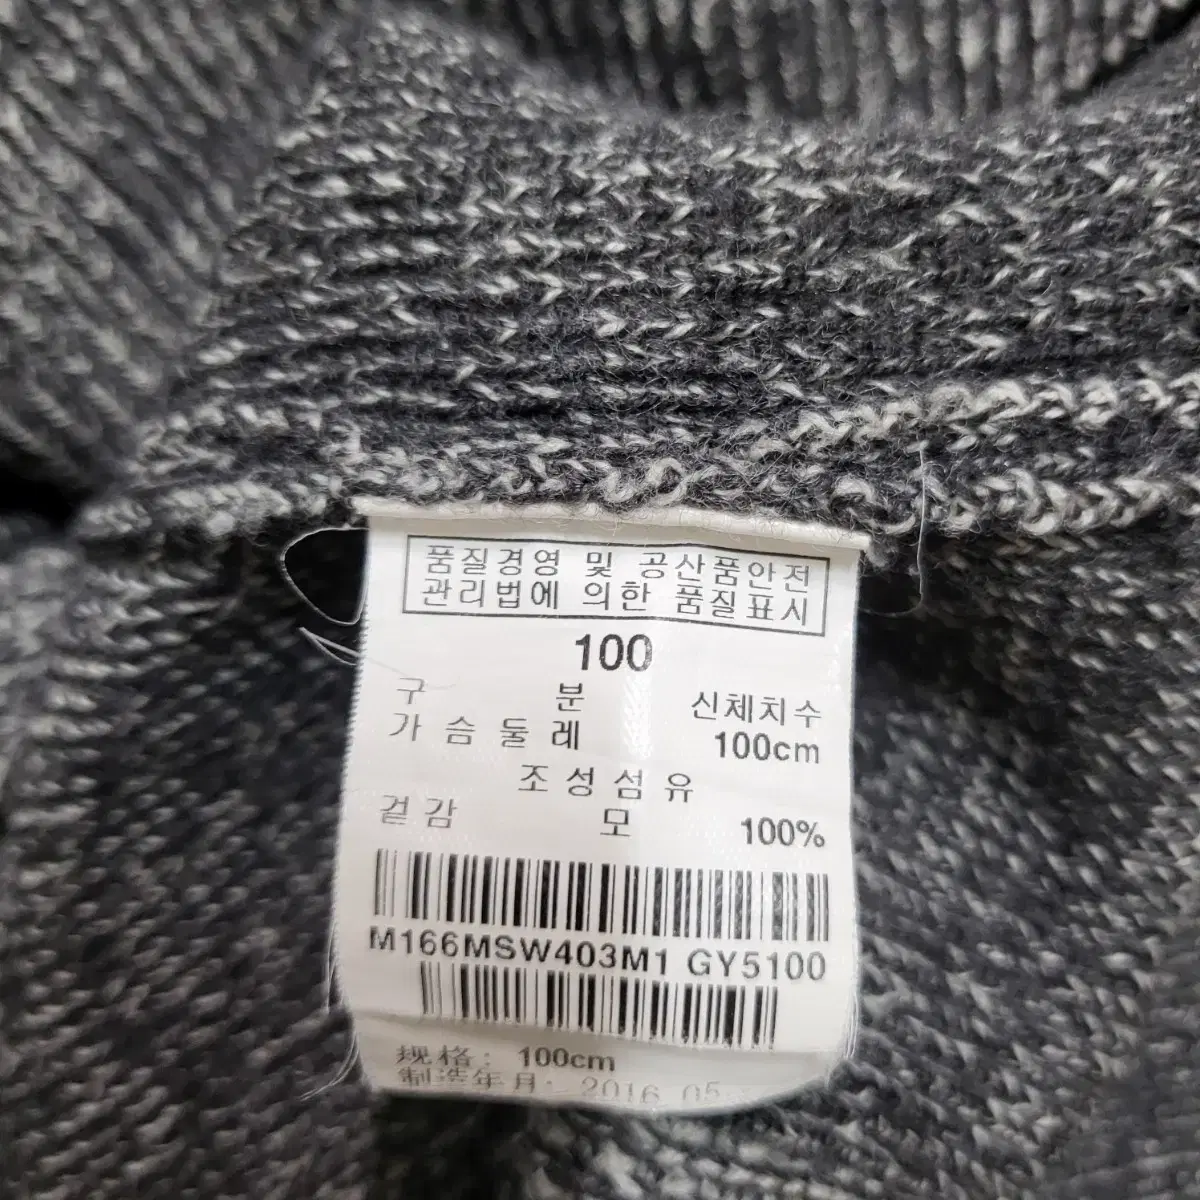 품질경영 및 공산품안전
관리법에 의한 품질표시
100
구 분 신체치수
가 슴 둘 레 100cm
조 성 섬 유
겉 감 모 100%
M166MSW403M1 GY5100
规格: 100cm
制造年月: 2016 05